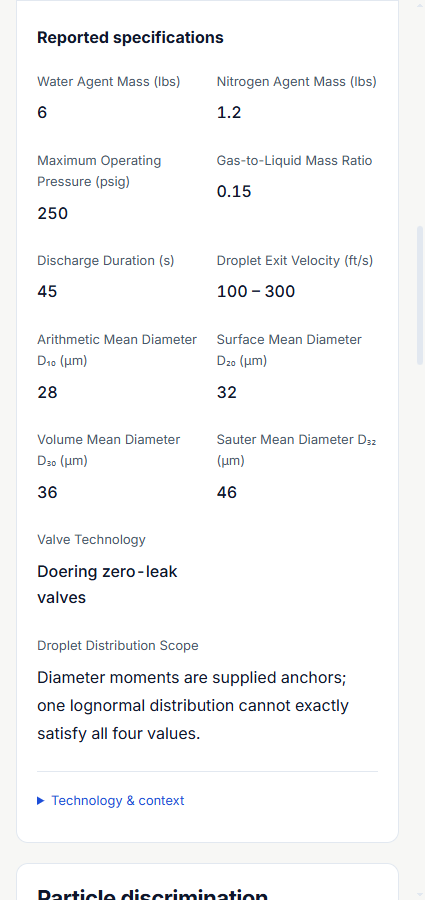 Reported specifications
Water Agent Mass (lbs)
6
Nitrogen Agent Mass (lbs)
1.2
Maximum Operating
Pressure (psig)
250
Gas-to-Liquid Mass Ratio
0.15
Discharge Duration (s)
45
Droplet Exit Velocity (ft/s)
100 – 300
Arithmetic Mean Diameter
D₁₀ (μm)
28
Surface Mean Diameter
D₂₀ (μm)
32
Volume Mean Diameter
D₃₀ (μm)
36
Sauter Mean Diameter D₃₂
(μm)
46
Valve Technology
Doering zero-leak
valves
Droplet Distribution Scope
Diameter moments are supplied anchors;
one lognormal distribution cannot exactly
satisfy all four values.
▶ Technology & context
Particle discrimination